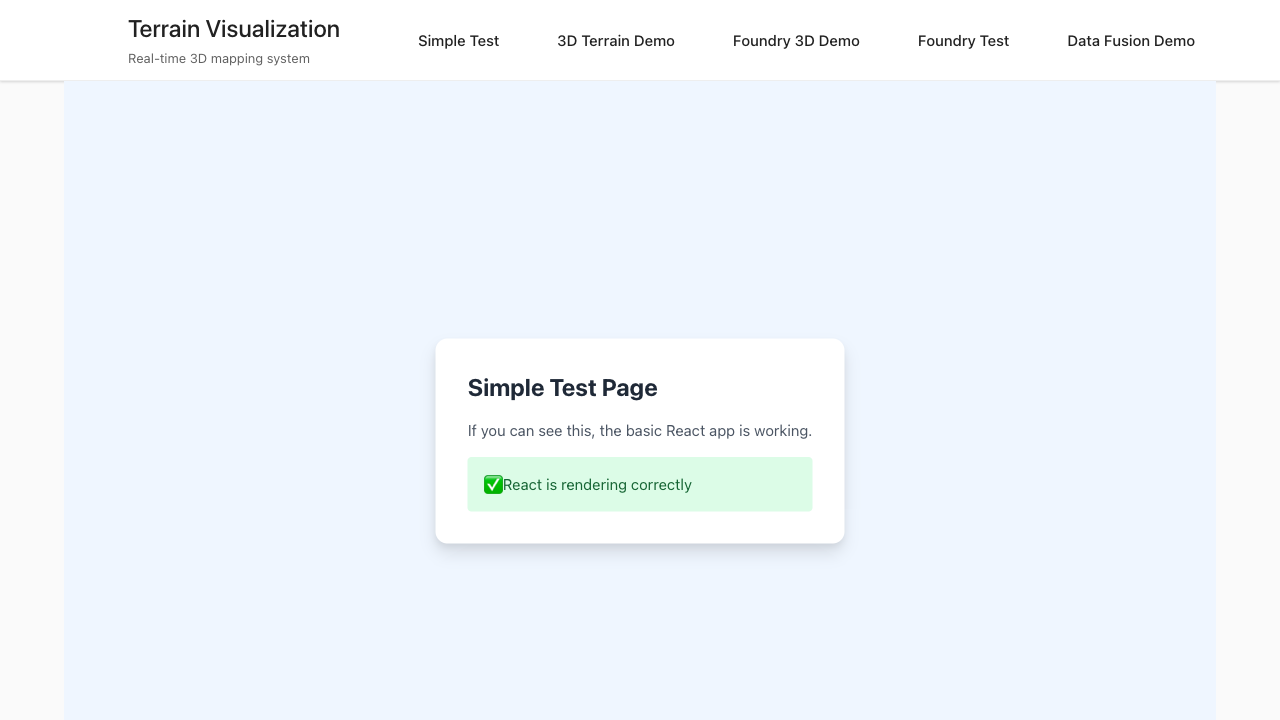 Terrain Visualization
Real-time 3D mapping system
Simple Test
3D Terrain Demo
Foundry 3D Demo
Foundry Test
Data Fusion Demo
Simple Test Page
If you can see this, the basic React app is working.
✅React is rendering correctly